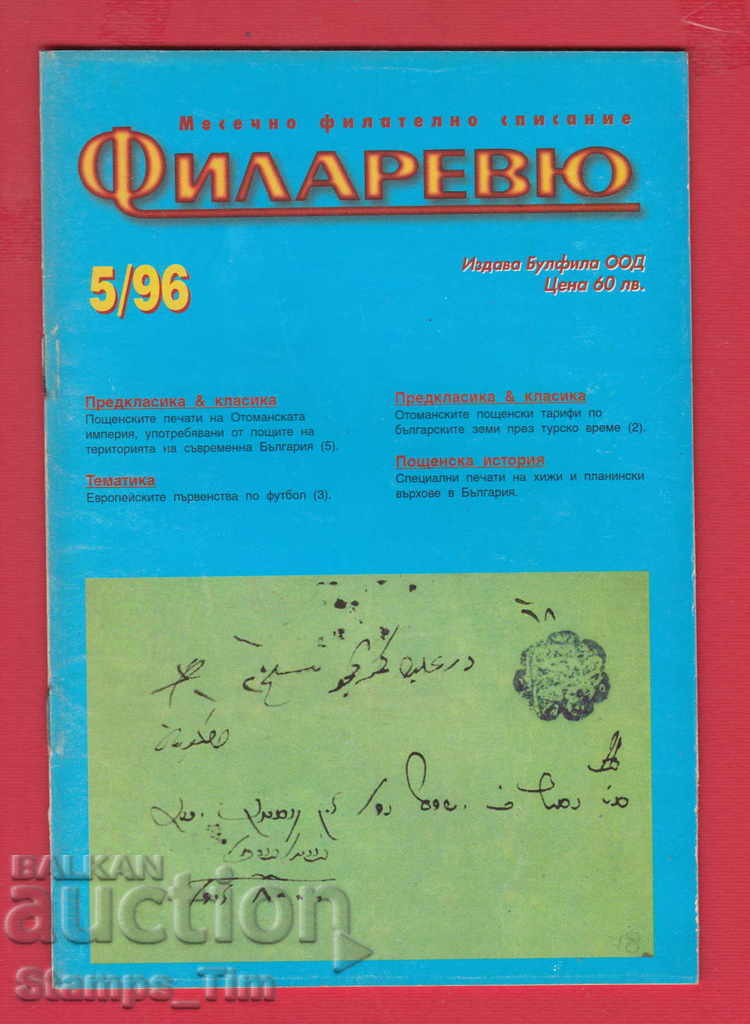 Месечно филателно списание
ФИЛАРЕВЮ
5/96
Издава Булфила ООД
Цена 60 лв.
Предкласика & класика
Пощенските печати на Отоманската
империя, употребявани от пощите на
територията на съвременна България (5).
Тематика
Европейските първенства по футбол (3).
Предкласика & класика
Отоманските пощенски тарифи по
българските земи през турско време (2).
Пощенска история
Специални печати на хижи и планински
върхове в България.
BALKAN
auction
Stamps_Tim